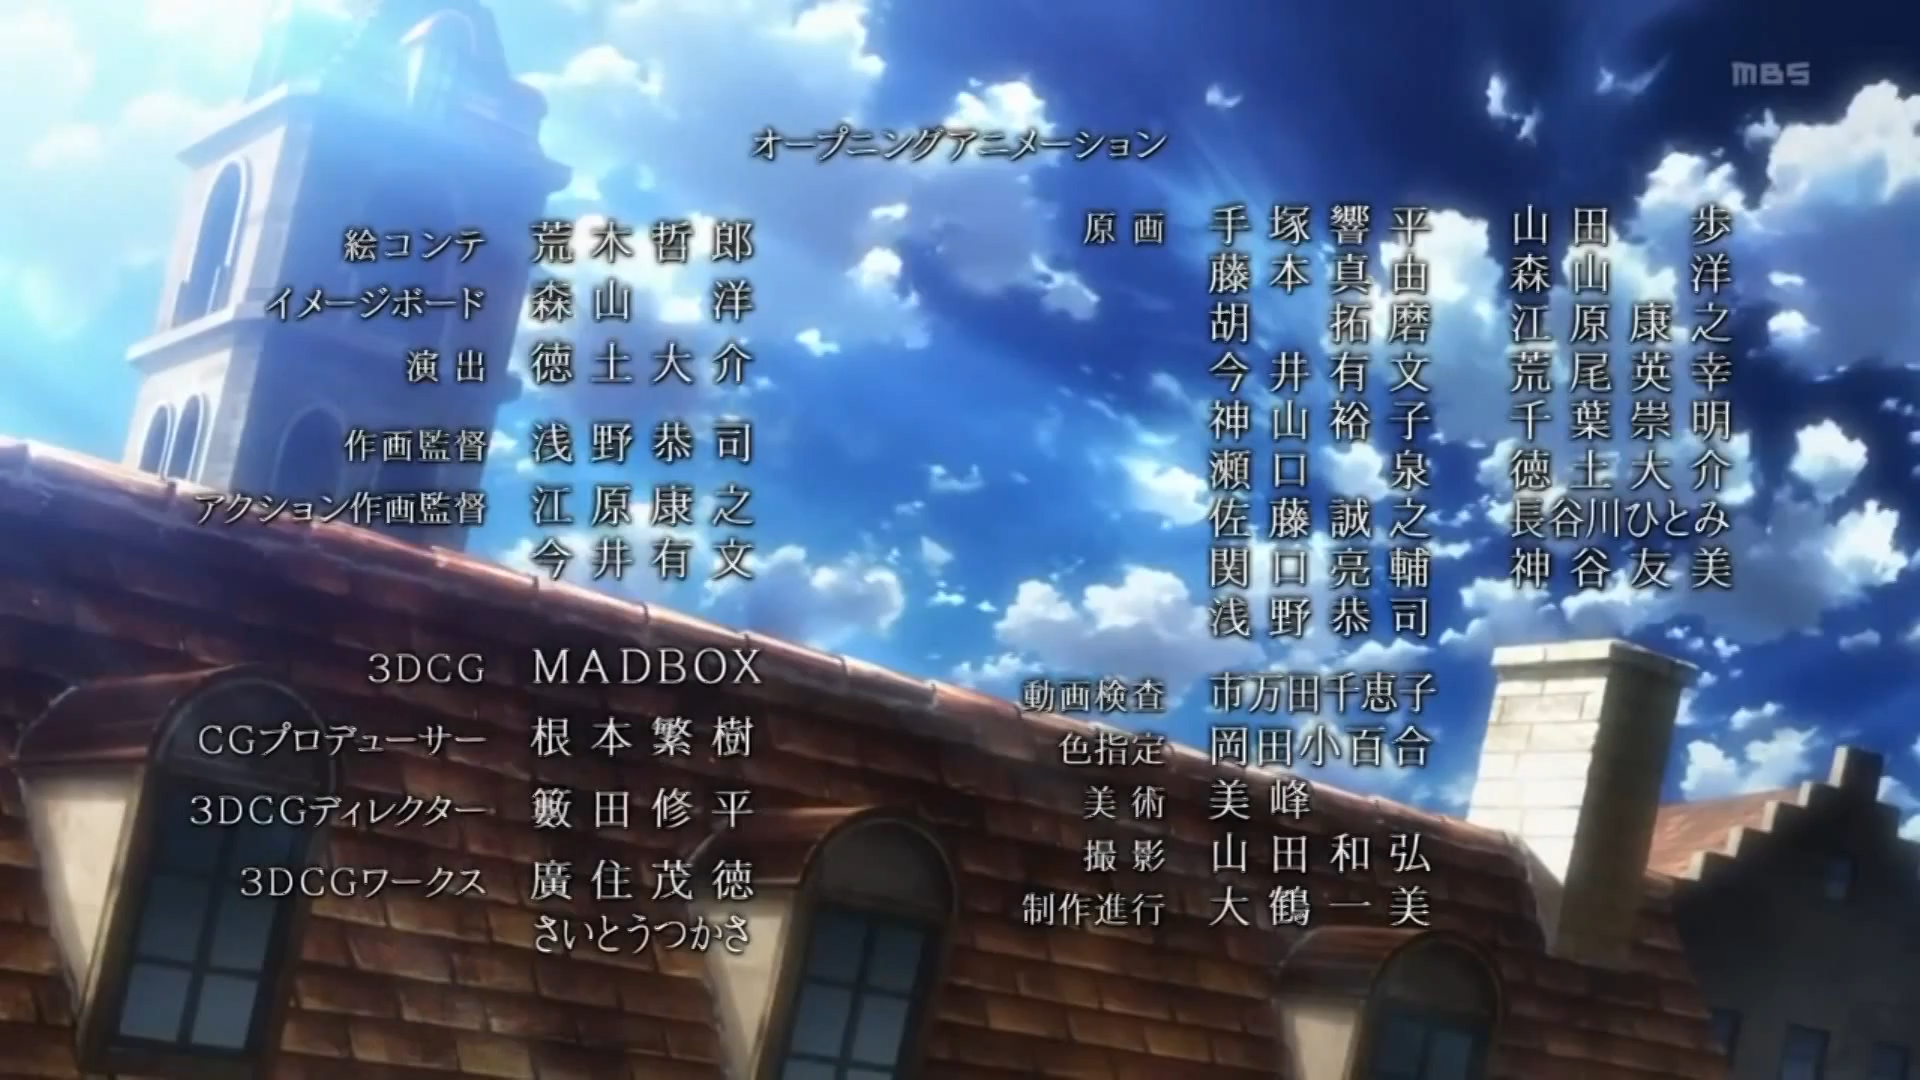 MBS
オープニングアニメーション
絵コンテ 荒木哲郎
イメージボード 森山 洋
演出 徳土大介
作画監督 浅野恭司
アクション作画監督 江原康之
今井有文
3DCG MADBOX
CGプロデューサー 根本繁樹
3DCGディレクター 籔田修平
3DCGワークス 廣住茂徳
さいとうつかさ
原画 手塚響平 山田 歩
藤本真由 森山 洋
胡 拓磨 江原康之
今井有文 荒尾英幸
神山裕子 千葉崇明
瀬口 泉 徳土大介
佐藤誠之 長谷川ひとみ
関口亮輔 神谷友美
浅野恭司
動画検査 市万田千恵子
色指定 岡田小百合
美術 美峰
撮影 山田和弘
制作進行 大鶴一美